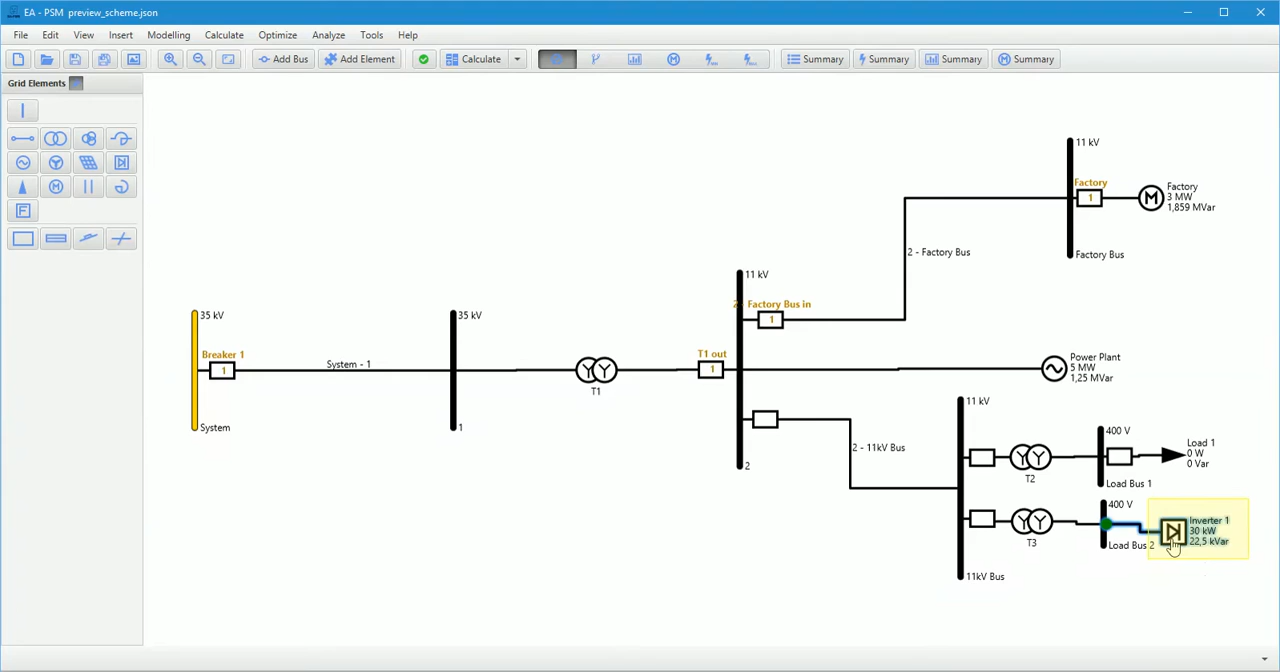 EA - PSM preview_scheme.json
File Edit View Insert Modelling Calculate Optimize Analyze Tools Help
Add Bus Add Element Calculate Summary Summary Summary Summary
Grid Elements
11 kV
Factory
1
M
Factory
3 MW
1,859 MVar
Factory Bus
2 - Factory Bus
11 kV
Factory Bus in
1
35 kV
Breaker 1
1
System
System - 1
35 kV
1
T1
T1 out
1
2
Power Plant
5 MW
1,25 MVar
2 - 11kV Bus
11 kV
11kV Bus
T2
400 V
Load Bus 1
Load 1
0 W
0 Var
T3
400 V
Load Bus 2
Inverter 1
30 kW
22,5 kVar